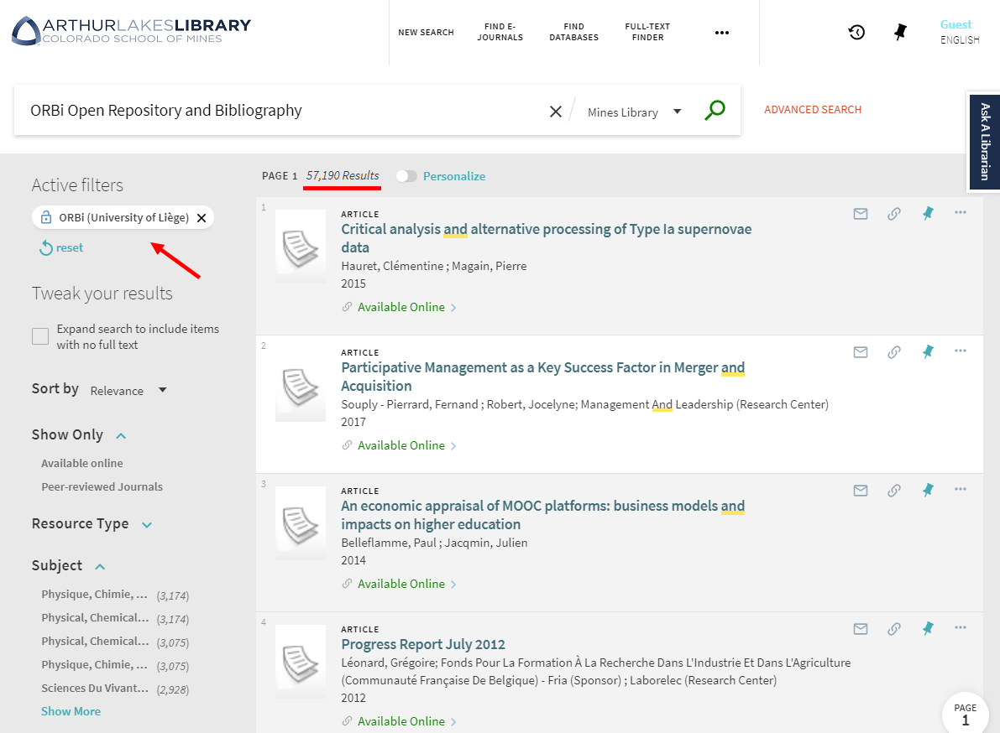 ARTHURLAKESLIBRARY
COLORADO SCHOOL OF MINES
NEW SEARCH
FIND E-
JOURNALS
FIND
DATABASES
FULL-TEXT
FINDER
Guest
ENGLISH
ORBi Open Repository and Bibliography
Mines Library
ADVANCED SEARCH
Ask A Librarian
Active filters
ORBi (University of Liège)
reset
Tweak your results
Expand search to include items
with no full text
Sort by Relevance
Show Only
Available online
Peer-reviewed Journals
Resource Type
Subject
Physique, Chimie, ... (3,174)
Physical, Chemical... (3,174)
Physical, Chemical... (3,075)
Physique, Chimie, ... (3,075)
Sciences Du Vivant... (2,928)
Show More
PAGE 1 57,190 Results Personalize
1
ARTICLE
Critical analysis and alternative processing of Type Ia supernovae
data
Hauret, Clémentine ; Magain, Pierre
2015
Available Online
2
ARTICLE
Participative Management as a Key Success Factor in Merger and
Acquisition
Souply - Pierrard, Fernand ; Robert, Jocelyne; Management And Leadership (Research Center)
2017
Available Online
3
ARTICLE
An economic appraisal of MOOC platforms: business models and
impacts on higher education
Belleflamme, Paul ; Jacqmin, Julien
2014
Available Online
4
ARTICLE
Progress Report July 2012
Léonard, Grégoire; Fonds Pour La Formation À La Recherche Dans L'Industrie Et Dans L'Agriculture
(Communauté Française De Belgique) - Fria (Sponsor) ; Laborelec (Research Center)
2012
Available Online
PAGE
1